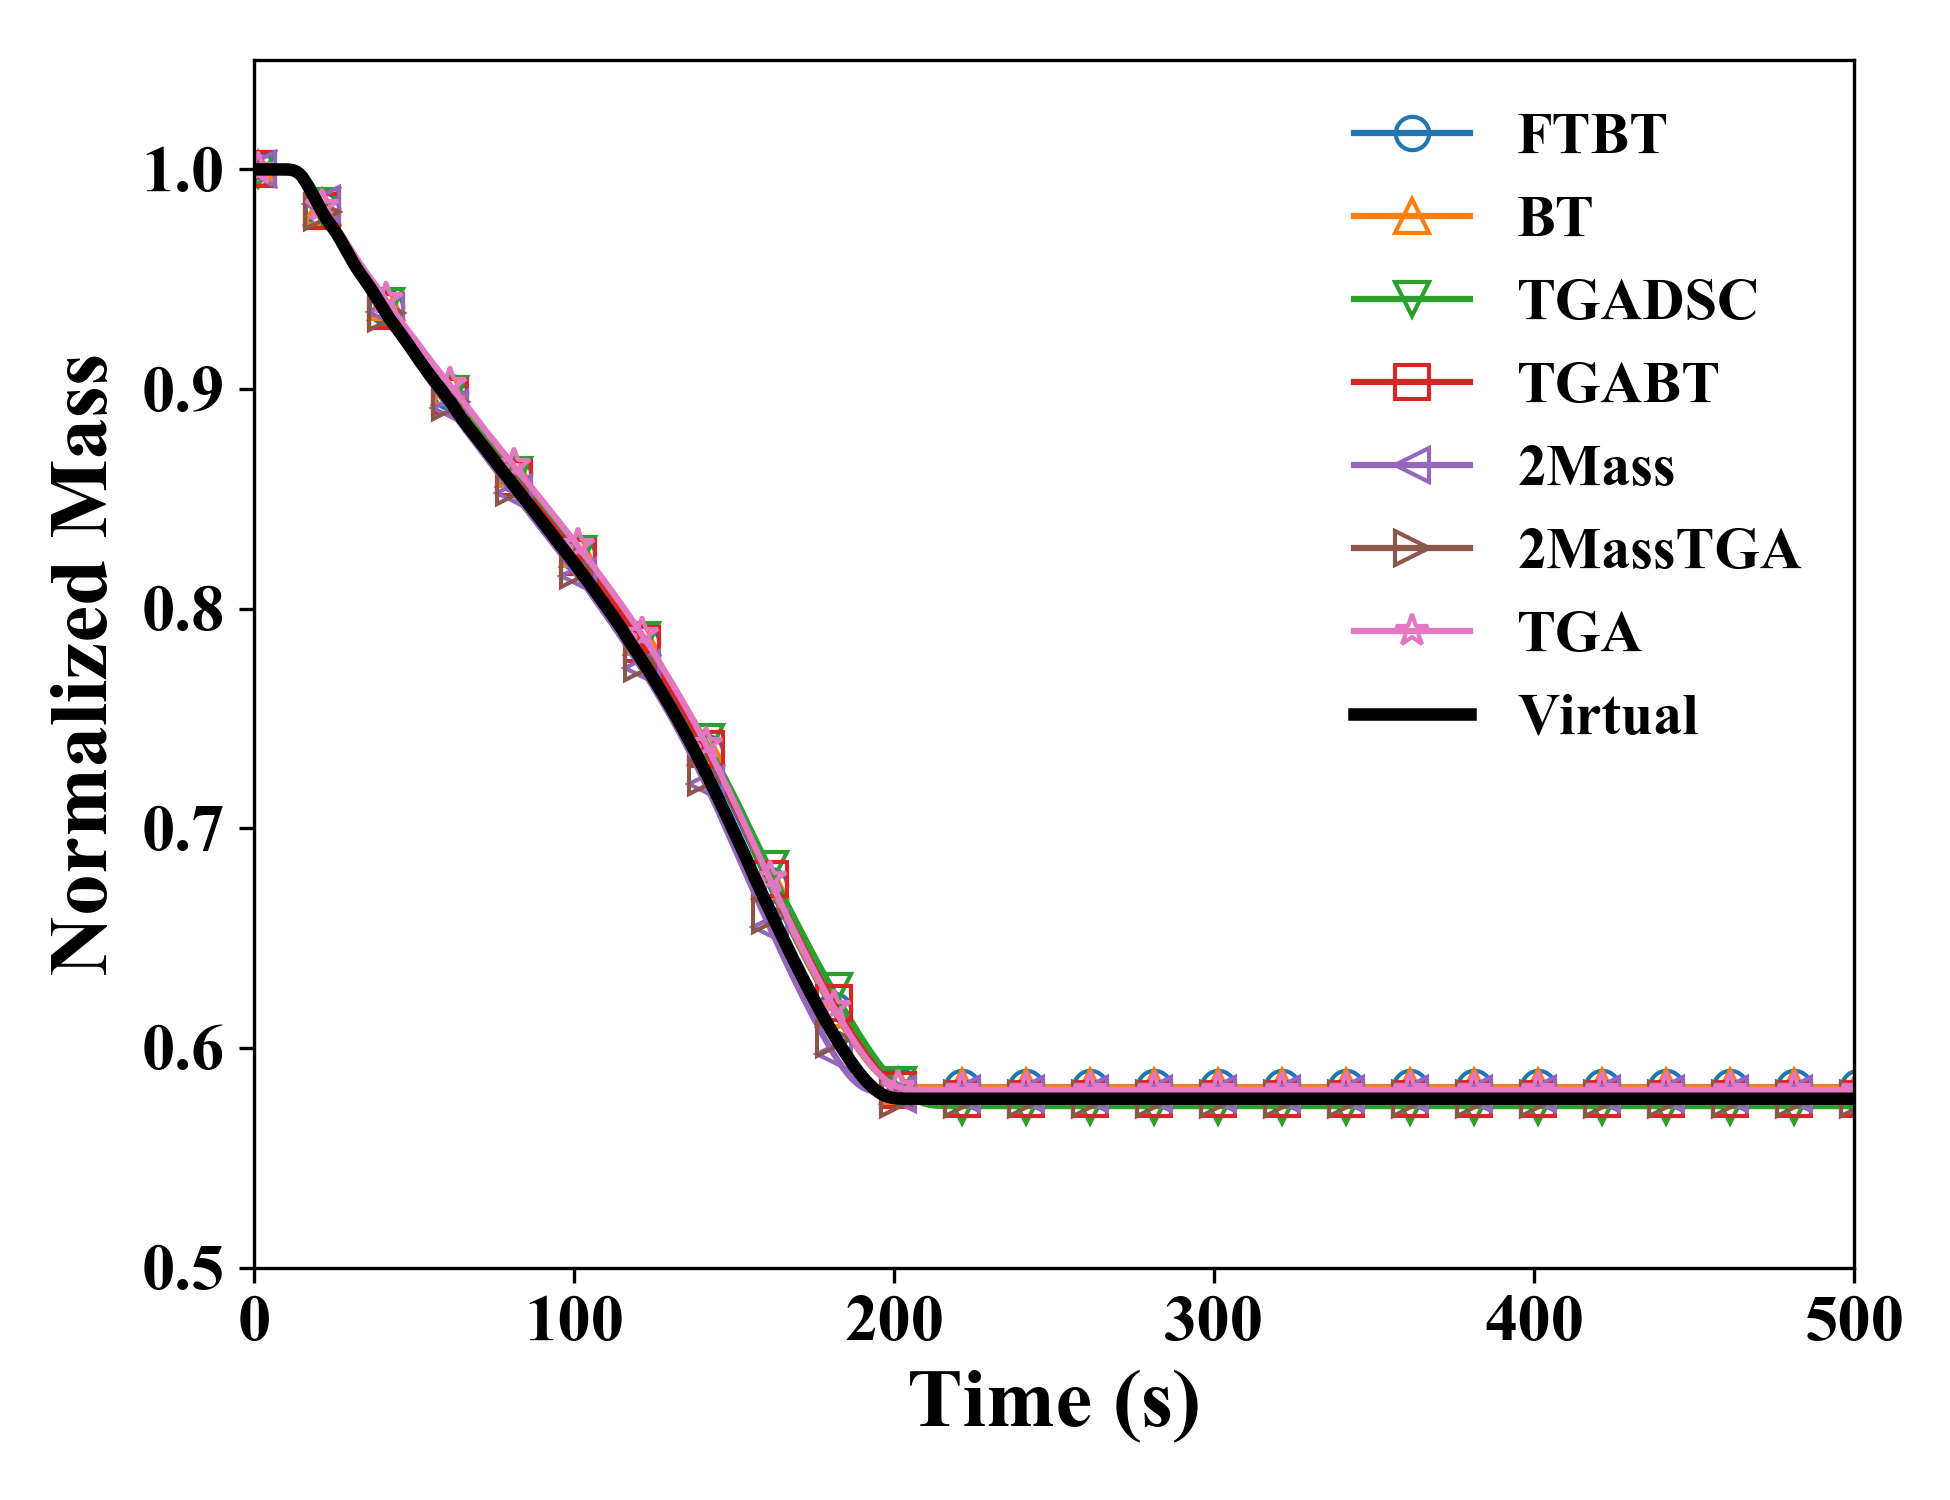 Normalized Mass
1.0
0.9
0.8
0.7
0.6
0.5
0 100 200 300 400 500
Time (s)
FTBT
BT
TGADSC
TGABT
2Mass
2MassTGA
TGA
Virtual